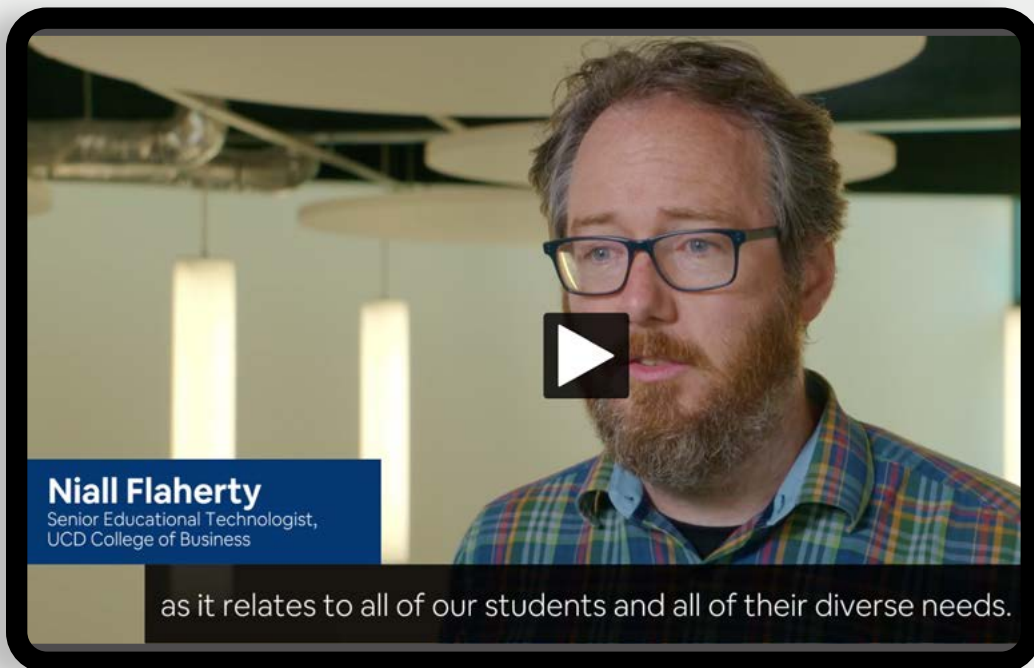 Niall Flaherty
Senior Educational Technologist,
UCD College of Business
as it relates to all of our students and all of their diverse needs.